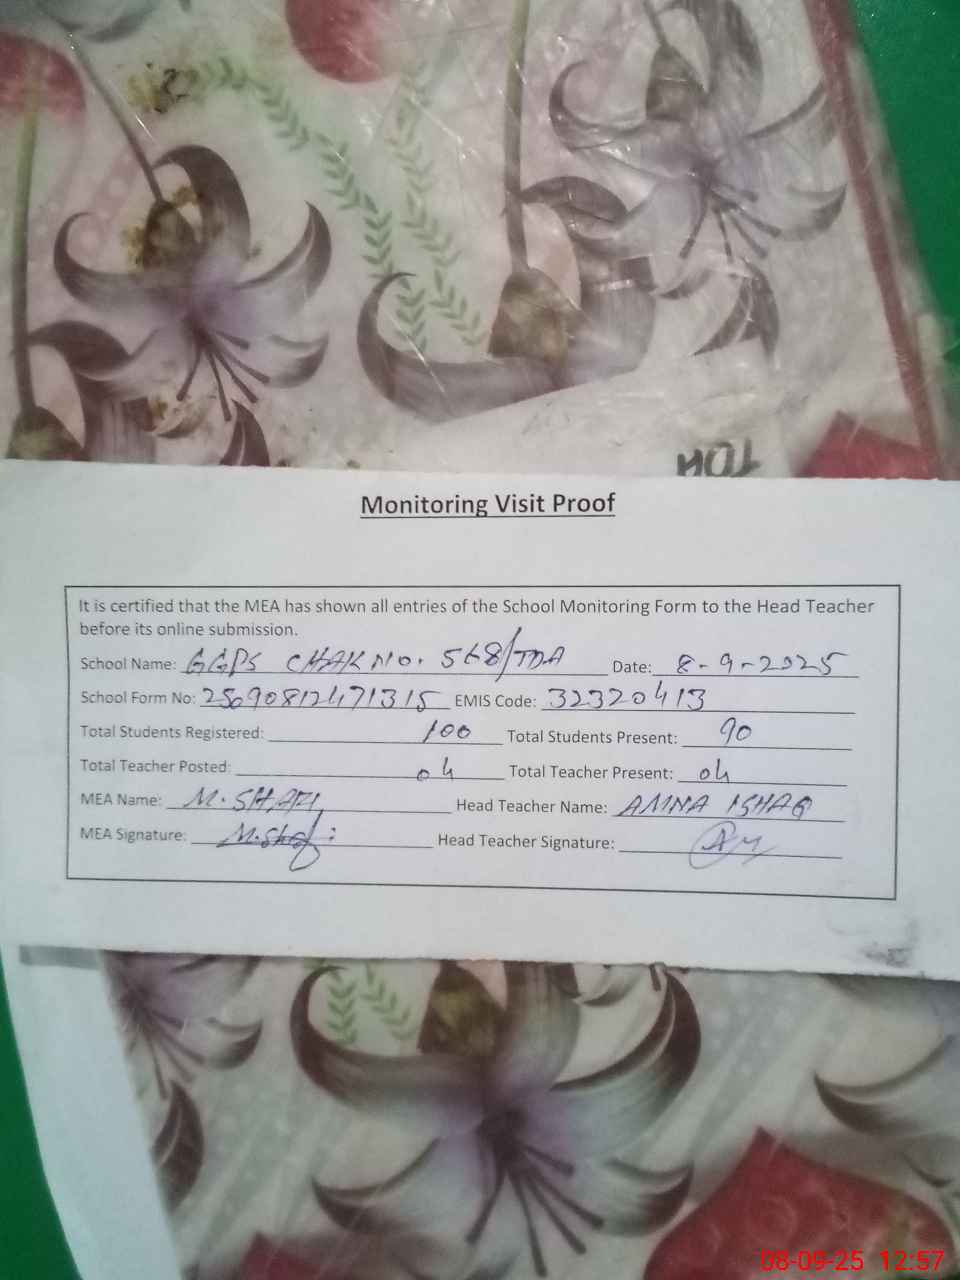 HOT
Monitoring Visit Proof
It is certified that the MEA has shown all entries of the School Monitoring Form to the Head Teacher
before its online submission.
School Name: GGPS CHAK NO. 568/TDA Date: 8-9-2025
School Form No: 25090812471315 EMIS Code: 32320413
Total Students Registered: 100 Total Students Present: 90
Total Teacher Posted: 04 Total Teacher Present: 04
MEA Name: M. SHAFI Head Teacher Name: AMNA ISHAQ
MEA Signature: M. Shafi Head Teacher Signature: AM
08-09-25 12:57